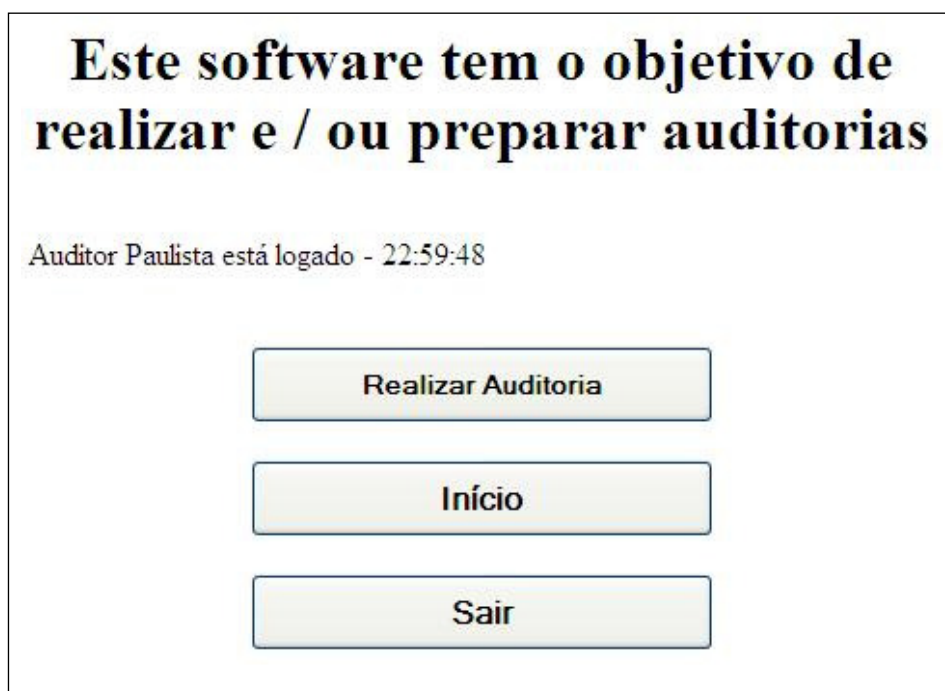 Este software tem o objetivo de
realizar e / ou preparar auditorias
Auditor Paulista está logado - 22:59:48
Realizar Auditoria
Início
Sair